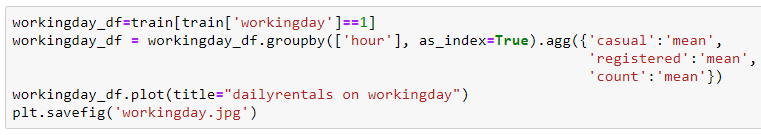 workingday_df=train[train['workingday']==1]
workingday_df = workingday_df.groupby(['hour'], as_index=True).agg({'casual':'mean',
'registered':'mean',
'count':'mean'})
workingday_df.plot(title="dailyrentals on workingday")
plt.savefig('workingday.jpg')